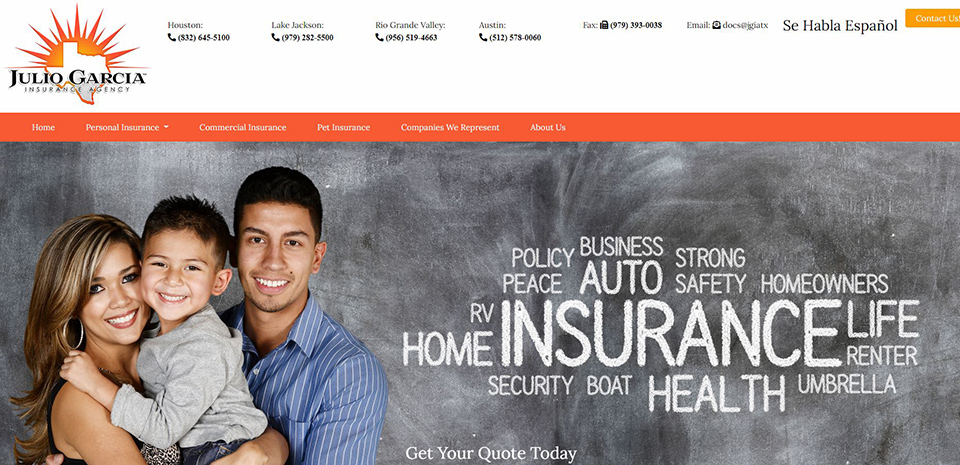 JULIO GARCIA
INSURANCE AGENCY
Houston:
(832) 645-5100
Lake Jackson:
(979) 282-5500
Rio Grande Valley:
(956) 519-4663
Austin:
(512) 578-0060
Fax: (979) 393-0038
Email: docs@jgiatx
Se Habla Español
Contact Us!
Home
Personal Insurance
Commercial Insurance
Pet Insurance
Companies We Represent
About Us
POLICY BUSINESS STRONG
PEACE AUTO SAFETY HOMEOWNERS
RV INSURANCE LIFE
HOME RENTER
SECURITY BOAT HEALTH UMBRELLA
Get Your Quote Today